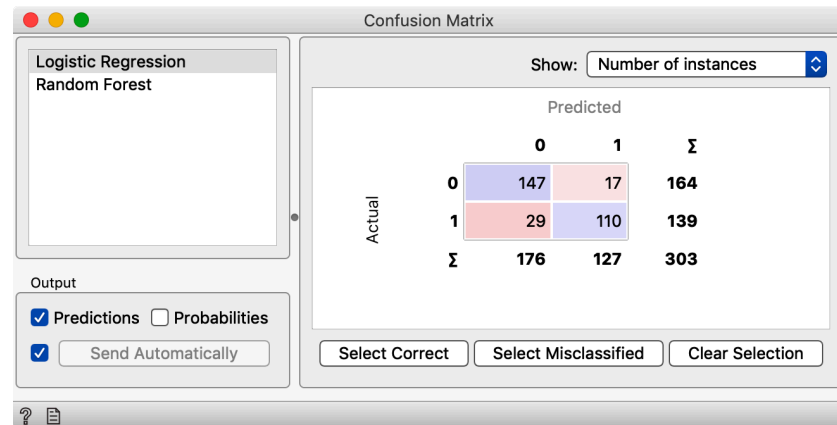 Confusion Matrix
Logistic Regression
Random Forest
Output
Predictions Probabilities
Send Automatically
Show: Number of instances
Predicted
0 1 Σ
Actual
0 147 17 164
1 29 110 139
Σ 176 127 303
Select Correct Select Misclassified Clear Selection
?